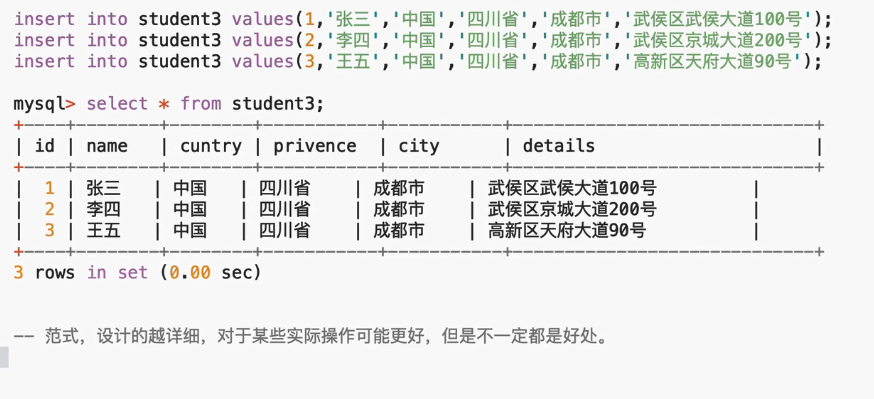 insert into student3 values(1,'张三','中国','四川省','成都市','武侯区武侯大道100号');
insert into student3 values(2,'李四','中国','四川省','成都市','武侯区京城大道200号');
insert into student3 values(3,'王五','中国','四川省','成都市','高新区天府大道90号');
mysql> select * from student3;
+----+--------+---------+-----------+-----------+-----------------------------+
| id | name   | cuntry | privence  | city      | details                     |
+----+--------+---------+-----------+-----------+-----------------------------+
|  1 | 张三   | 中国   | 四川省    | 成都市    | 武侯区武侯大道100号         |
|  2 | 李四   | 中国   | 四川省    | 成都市    | 武侯区京城大道200号         |
|  3 | 王五   | 中国   | 四川省    | 成都市    | 高新区天府大道90号          |
+----+--------+---------+-----------+-----------+-----------------------------+
3 rows in set (0.00 sec)
-- 范式，设计的越详细，对于某些实际操作可能更好，但是不一定都是好处。